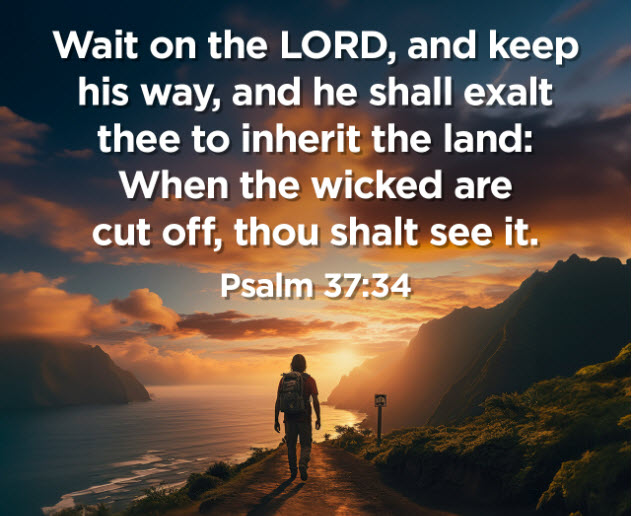 Wait on the LORD, and keep
his way, and he shall exalt
thee to inherit the land:
When the wicked are
cut off, thou shalt see it.
Psalm 37:34